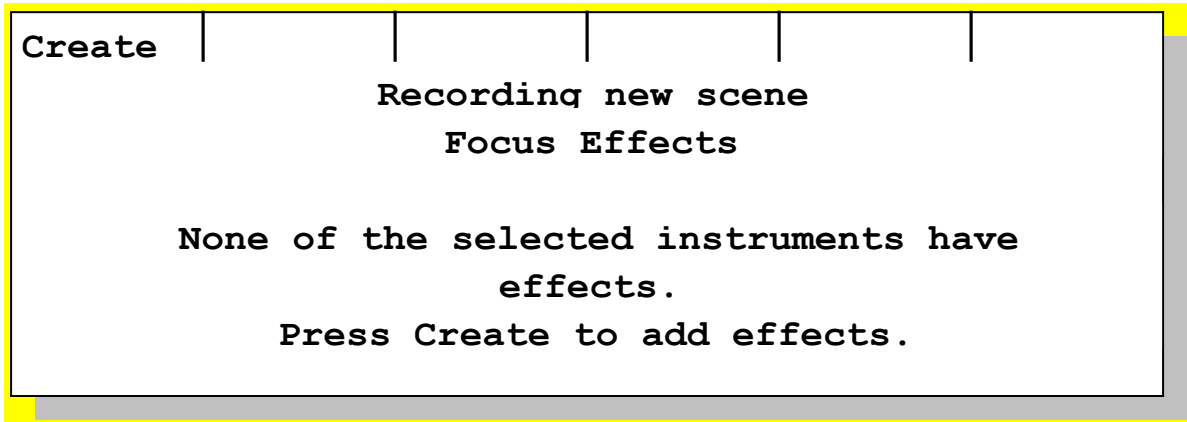 Create
Recording new scene
Focus Effects
None of the selected instruments have
effects.
Press Create to add effects.